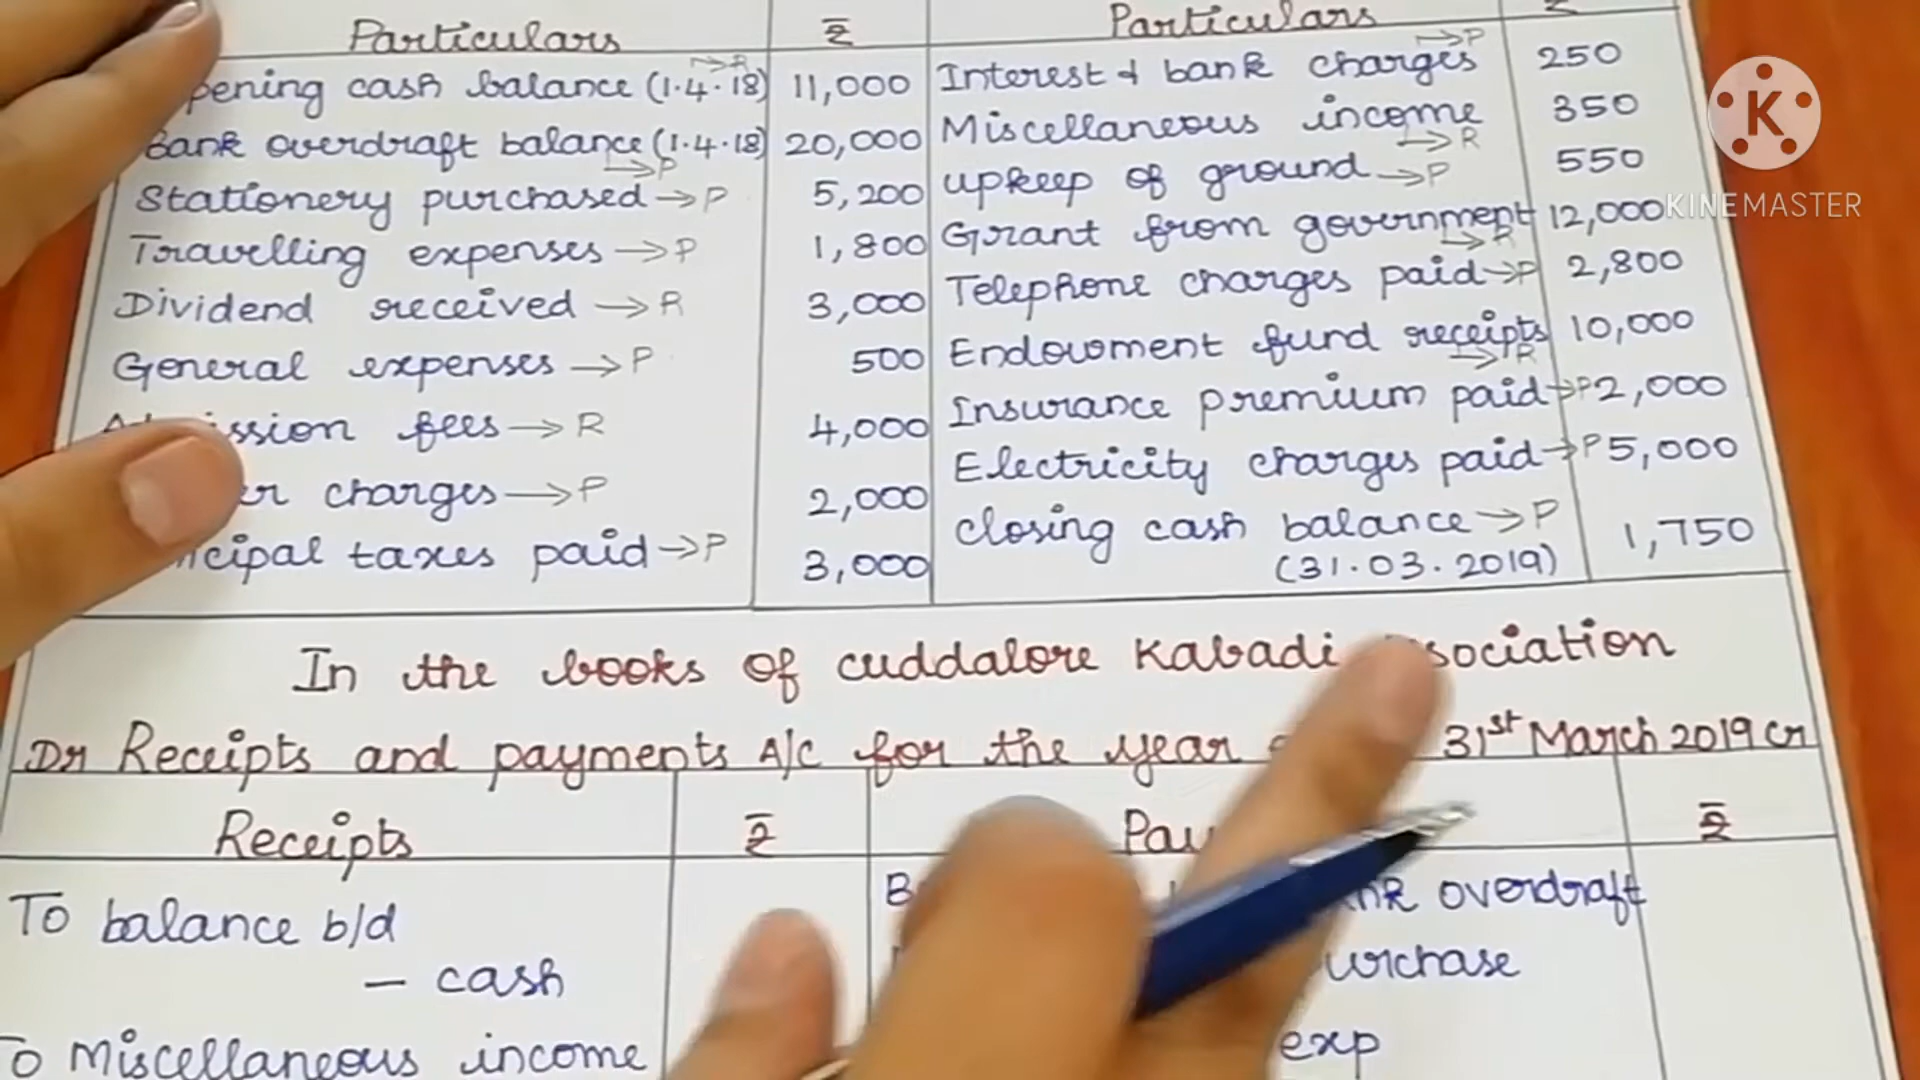 Particulars ₹ Particulars ₹
pening cash balance (1.4.18) →R 11,000 Interest & bank charges →P 250
Bank overdraft balance (1.4.18) →P 20,000 Miscellaneous income →R 350
Stationery purchased →P 5,200 upkeep of ground →P 550
Travelling expenses →P 1,800 Grant from government →R 12,000
Dividend received →R 3,000 Telephone charges paid →P 2,800
General expenses →P 500 Endowment fund receipts →R 10,000
ssion fees →R 4,000 Insurance premium paid →P 2,000
er charges →P 2,000 Electricity charges paid →P 5,000
cipal taxes paid →P 3,000 closing cash balance →P 1,750
(31.03.2019)
K
KINEMASTER
In the books of cuddalore Kabadi sociation
Dr Receipts and payments A/c for the year 31st March 2019 Cr
Receipts ₹ Pay ₹
To balance b/d overdraft
— cash urchase
To Miscellaneous income exp